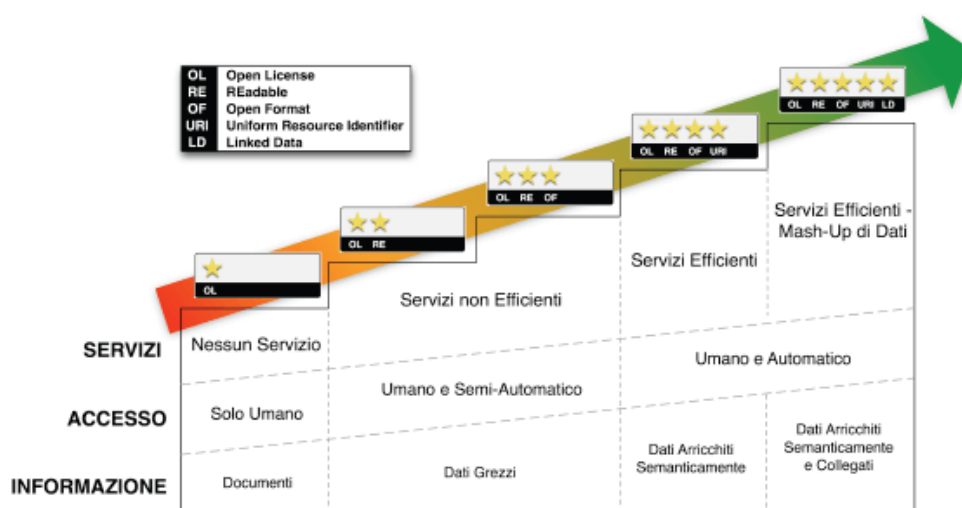 OL Open License
RE REadable
OF Open Format
URI Uniform Resource Identifier
LD Linked Data
OL RE OF URI LD
OL RE OF URI
OL RE OF
OL RE
OL
Servizi Efficienti -
Mash-Up di Dati
Servizi Efficienti
Servizi non Efficienti
SERVIZI
Nessun Servizio
Umano e Automatico
Umano e Semi-Automatico
ACCESSO
Solo Umano
Dati Arricchiti
Semanticamente
e Collegati
Dati Arricchiti
Semanticamente
Dati Grezzi
INFORMAZIONE
Documenti